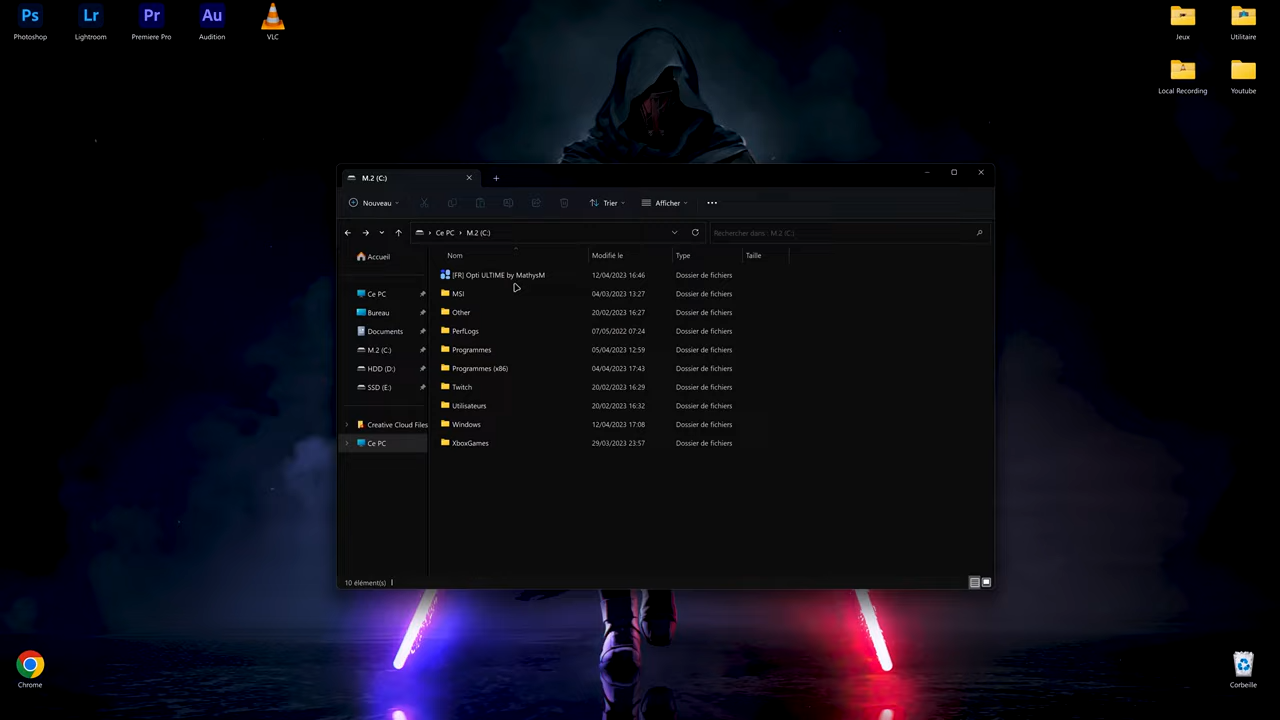 Ps
Lr
Pr
Au
Photoshop
Lightroom
Premiere Pro
Audition
VLC
Jeux
Utilitaire
Local Recording
Youtube
M.2 (C:)
Nouveau
Trier
Afficher
Ce PC
M.2 (C:)
Rechercher dans : M.2 (C:)
Accueil
Ce PC
Bureau
Documents
M.2 (C:)
HDD (D:)
SSD (E:)
Creative Cloud Files
Ce PC
Nom Modifié le Type Taille
[FR] Opti ULTIME by MathysM 12/04/2023 16:46 Dossier de fichiers
MSI 04/03/2023 13:27 Dossier de fichiers
Other 20/02/2023 16:27 Dossier de fichiers
PerfLogs 07/05/2022 07:24 Dossier de fichiers
Programmes 05/04/2023 12:59 Dossier de fichiers
Programmes (x86) 04/04/2023 17:43 Dossier de fichiers
Twitch 20/02/2023 16:29 Dossier de fichiers
Utilisateurs 20/02/2023 16:32 Dossier de fichiers
Windows 12/04/2023 17:08 Dossier de fichiers
XboxGames 29/03/2023 23:57 Dossier de fichiers
10 élément(s)
Chrome
Corbeille